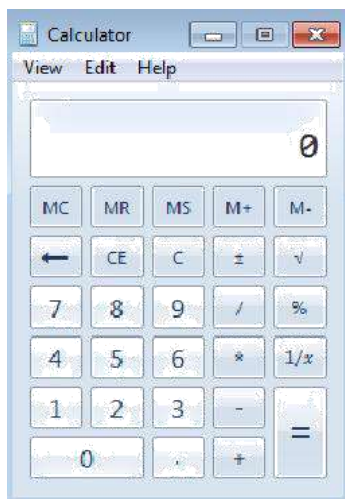 Calculator
View Edit Help
0
MC MR MS M+ M-
← CE C ± √
7 8 9 / %
4 5 6 * 1/x
1 2 3 - =
0 . +